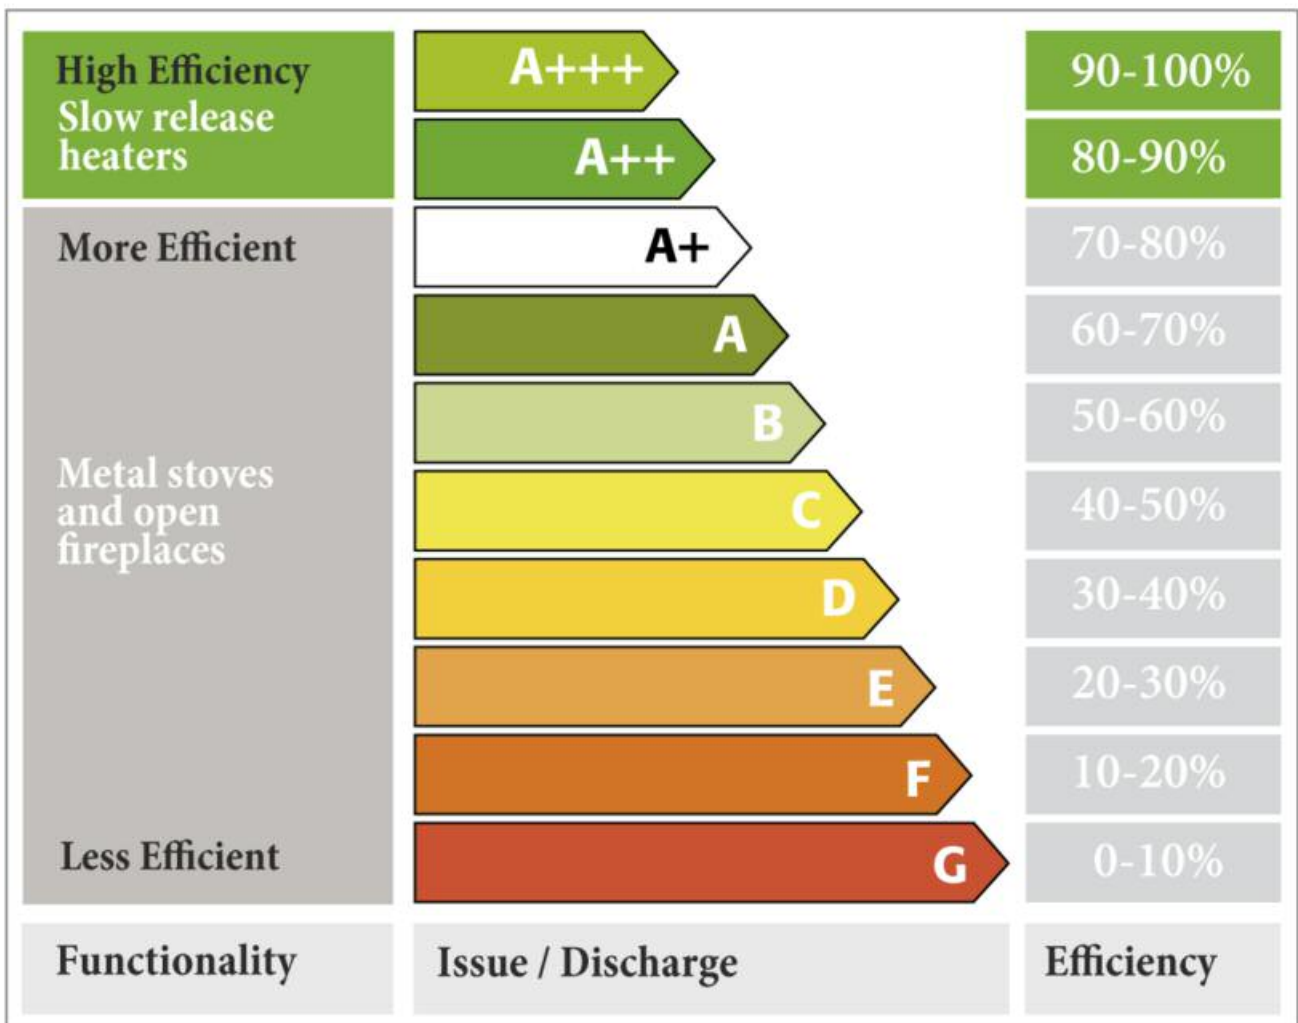 High Efficiency
Slow release
heaters
A+++
90-100%
A++
80-90%
More Efficient
A+
70-80%
A
60-70%
B
50-60%
Metal stoves
and open
fireplaces
C
40-50%
D
30-40%
E
20-30%
F
10-20%
Less Efficient
G
0-10%
Functionality
Issue / Discharge
Efficiency